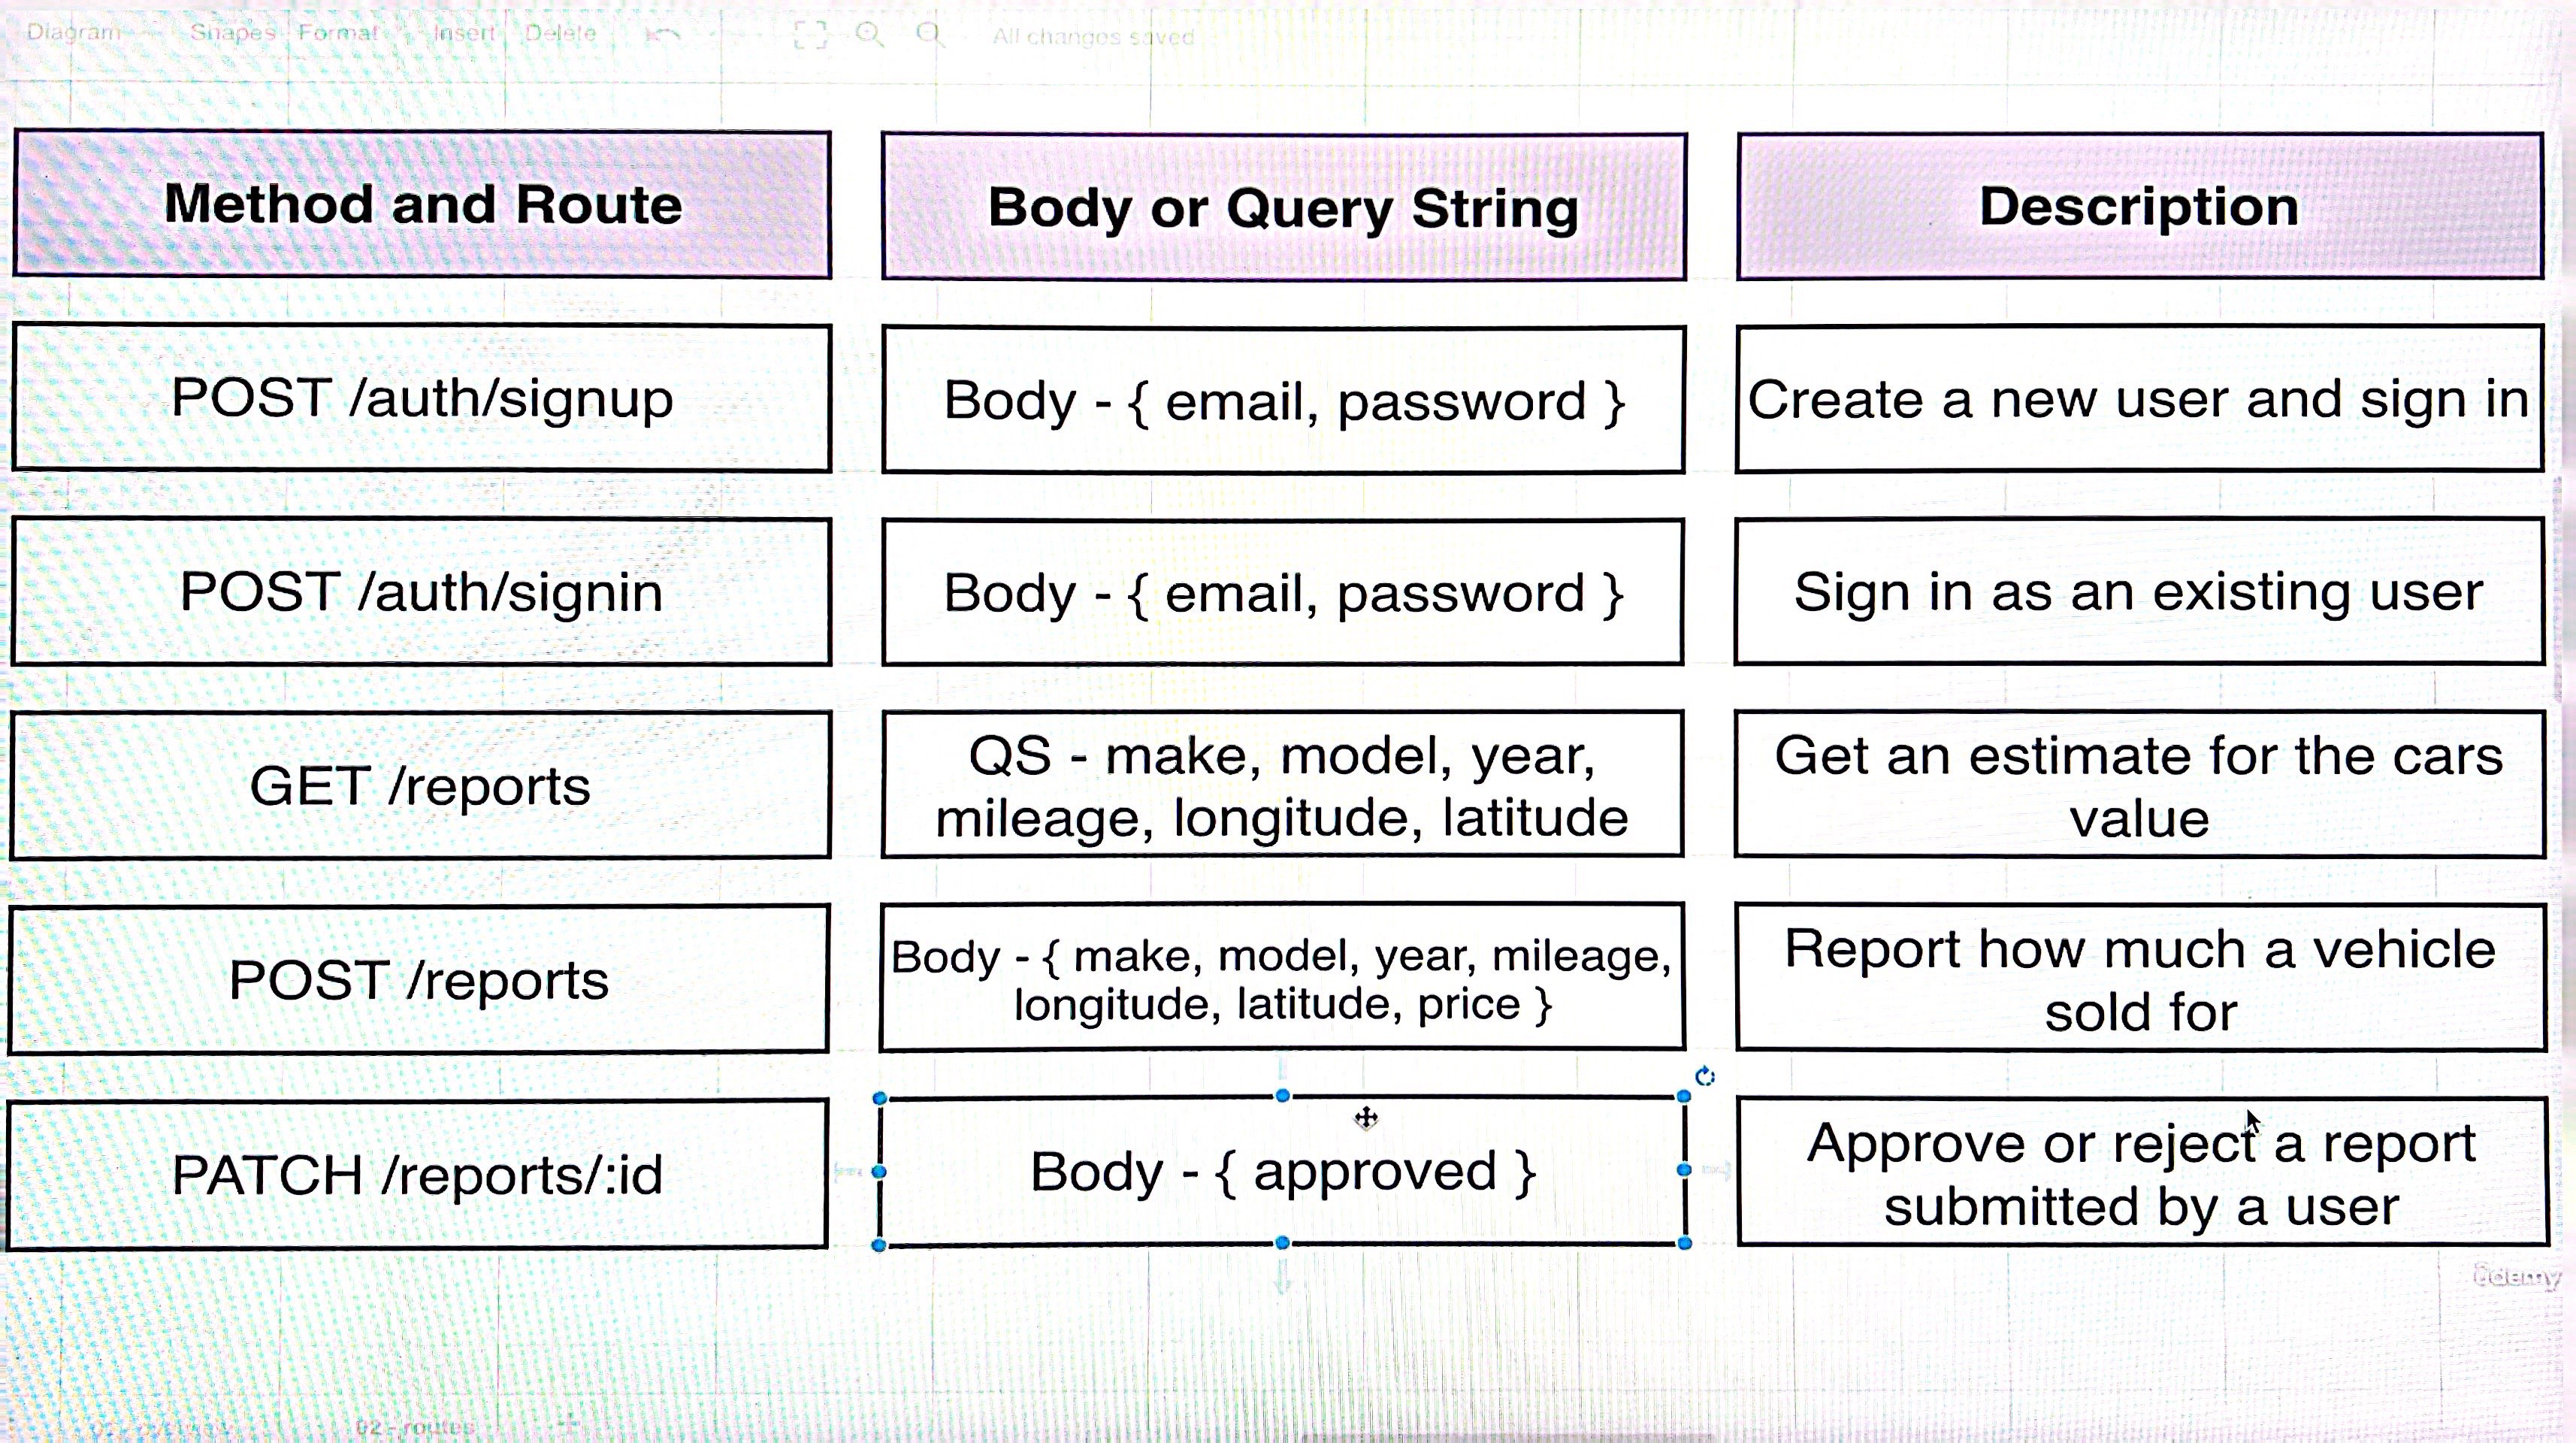 Diagram Shapes Format Insert Delete All changes saved
Method and Route
Body or Query String
Description
POST /auth/signup
Body - { email, password }
Create a new user and sign in
POST /auth/signin
Body - { email, password }
Sign in as an existing user
GET /reports
QS - make, model, year,
mileage, longitude, latitude
Get an estimate for the cars
value
POST /reports
Body - { make, model, year, mileage,
longitude, latitude, price }
Report how much a vehicle
sold for
PATCH /reports/:id
Body - { approved }
Approve or reject a report
submitted by a user
ûdemy
02 - routes